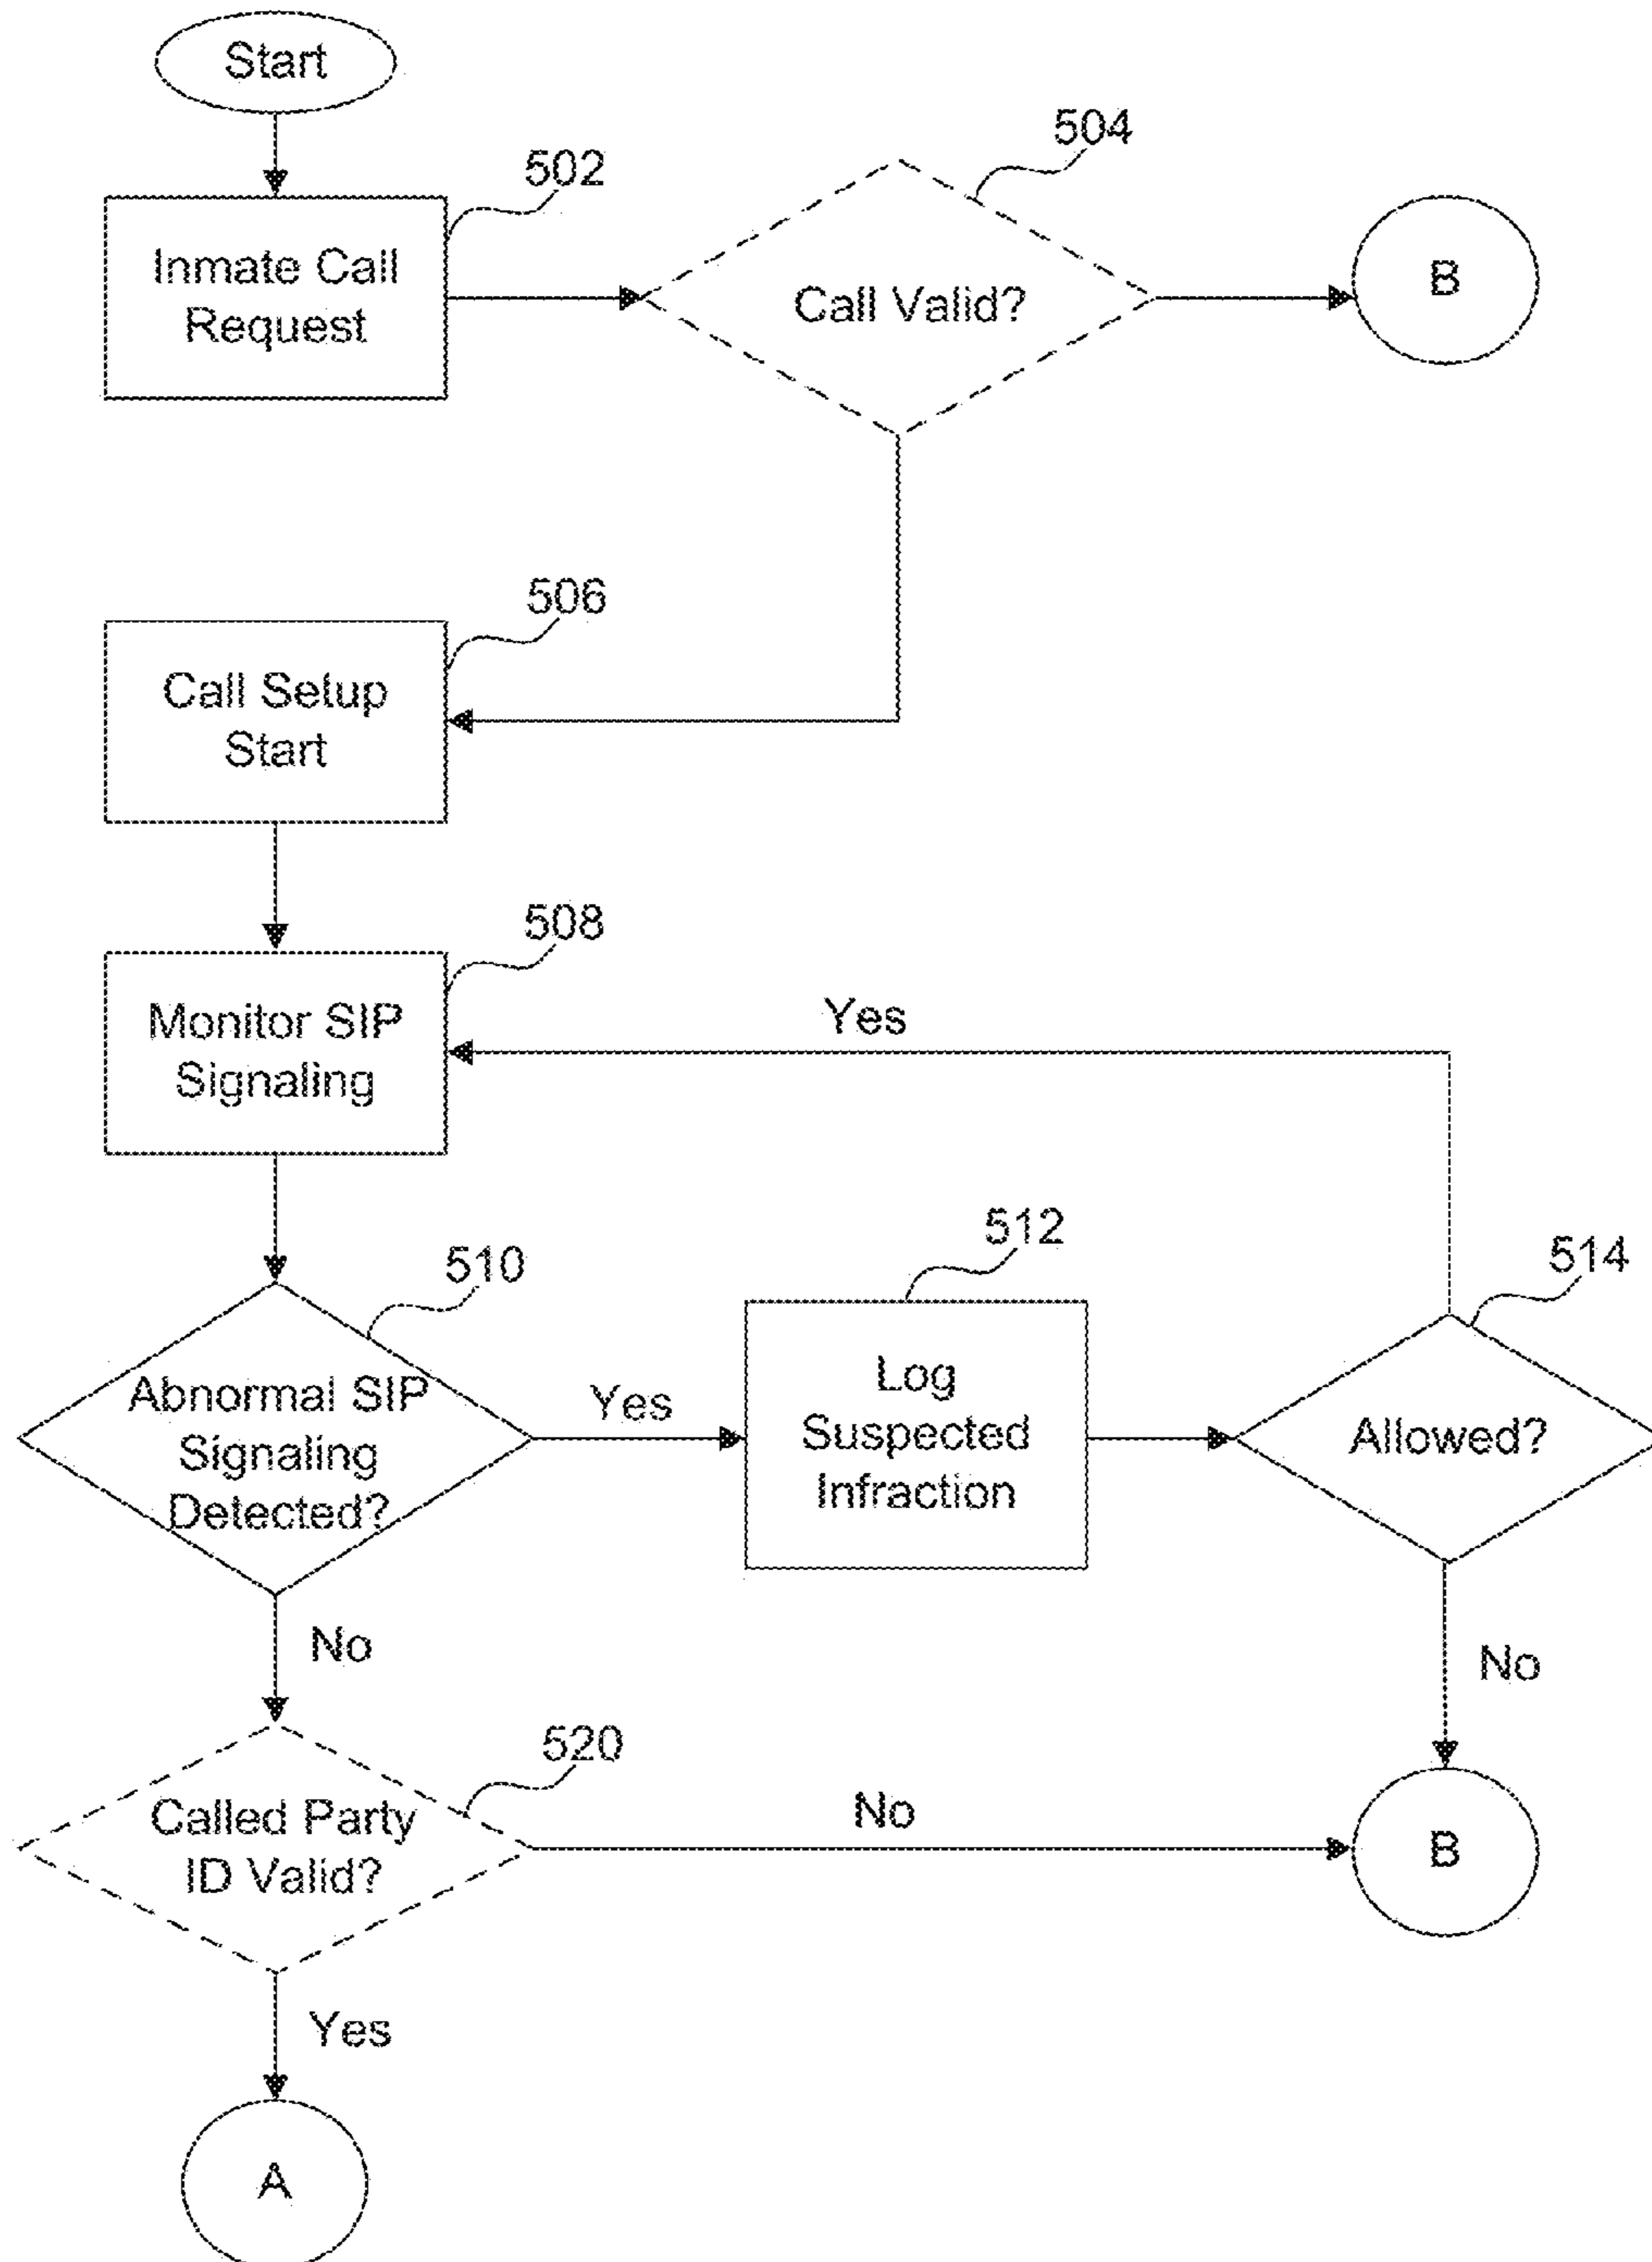 Start
502
504
Inmate Call
Request
Call Valid?
B
506
Call Setup
Start
508
Monitor SIP
Signaling
Yes
510
512
514
Abnormal SIP
Signaling
Detected?
Yes
Log
Suspected
Infraction
Allowed?
No
No
520
Called Party
ID Valid?
No
B
Yes
A